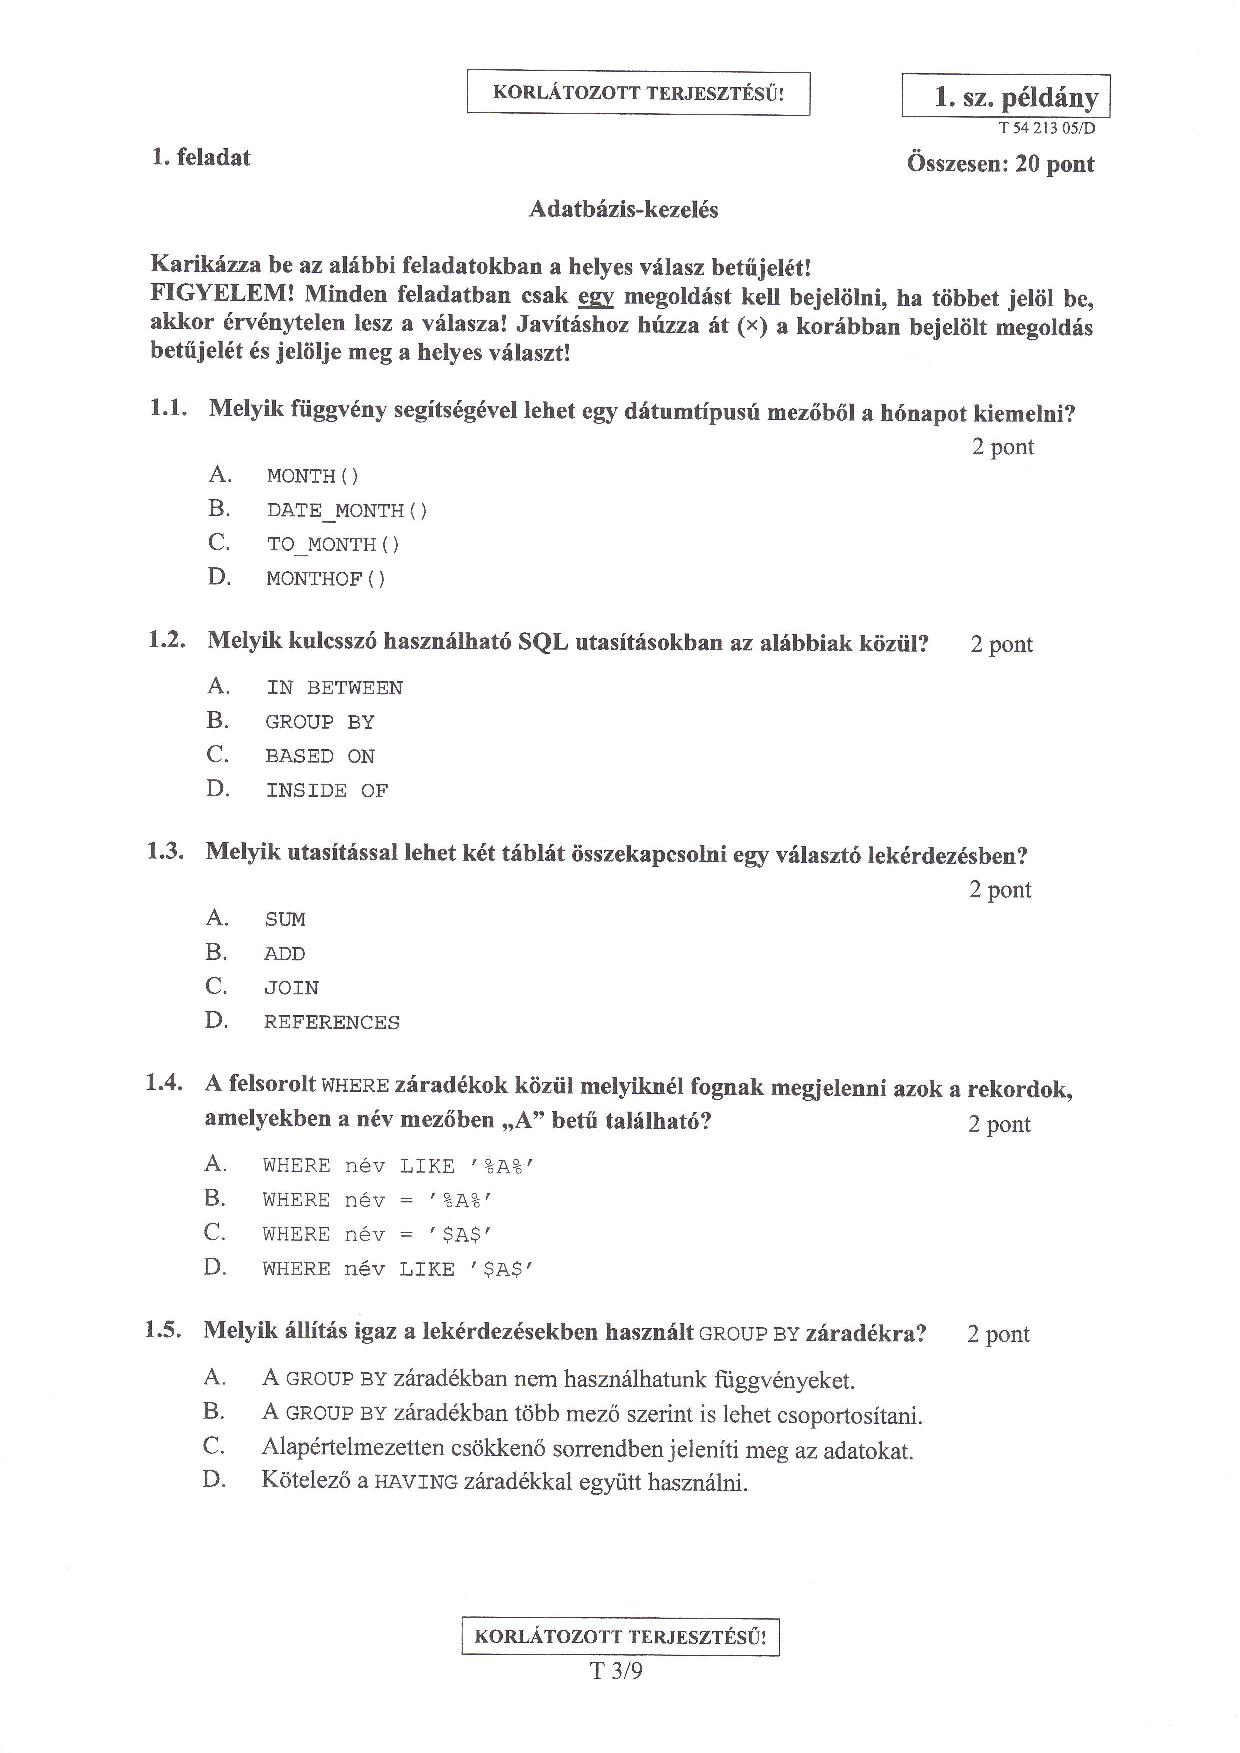 KORLÁTOZOTT TERJESZTÉSŰ!
1. sz. példány
T 54 213 05/D
1. feladat
Összesen: 20 pont
Adatbázis-kezelés
Karikázza be az alábbi feladatokban a helyes válasz betűjelét!
FIGYELEM! Minden feladatban csak egy megoldást kell bejelölni, ha többet jelöl be,
akkor érvénytelen lesz a válasza! Javításhoz húzza át (×) a korábban bejelölt megoldás
betűjelét és jelölje meg a helyes választ!
1.1. Melyik függvény segítségével lehet egy dátumtípusú mezőből a hónapot kiemelni?
2 pont
A. MONTH()
B. DATE_MONTH()
C. TO_MONTH()
D. MONTHOF()
1.2. Melyik kulcsszó használható SQL utasításokban az alábbiak közül? 2 pont
A. IN BETWEEN
B. GROUP BY
C. BASED ON
D. INSIDE OF
1.3. Melyik utasítással lehet két táblát összekapcsolni egy választó lekérdezésben?
2 pont
A. SUM
B. ADD
C. JOIN
D. REFERENCES
1.4. A felsorolt WHERE záradékok közül melyiknél fognak megjelenni azok a rekordok,
amelyekben a név mezőben „A” betű található? 2 pont
A. WHERE név LIKE '%A%'
B. WHERE név = '%A%'
C. WHERE név = '$A$'
D. WHERE név LIKE '$A$'
1.5. Melyik állítás igaz a lekérdezésekben használt GROUP BY záradékra? 2 pont
A. A GROUP BY záradékban nem használhatunk függvényeket.
B. A GROUP BY záradékban több mező szerint is lehet csoportosítani.
C. Alapértelmezetten csökkenő sorrendben jeleníti meg az adatokat.
D. Kötelező a HAVING záradékkal együtt használni.
KORLÁTOZOTT TERJESZTÉSŰ!
T 3/9